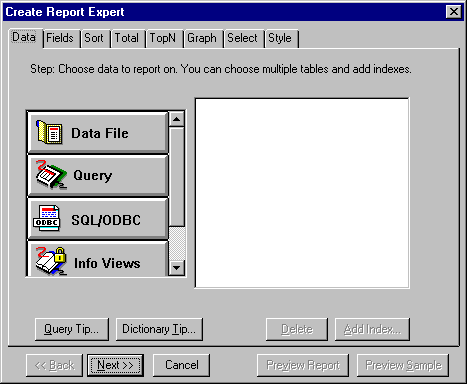 Create Report Expert
Data Fields Sort Total TopN Graph Select Style
Step: Choose data to report on. You can choose multiple tables and add indexes.
Data File
Query
ODBC SQL/ODBC
Info Views
Query Tip... Dictionary Tip... Delete Add Index...
<< Back Next >> Cancel Preview Report Preview Sample